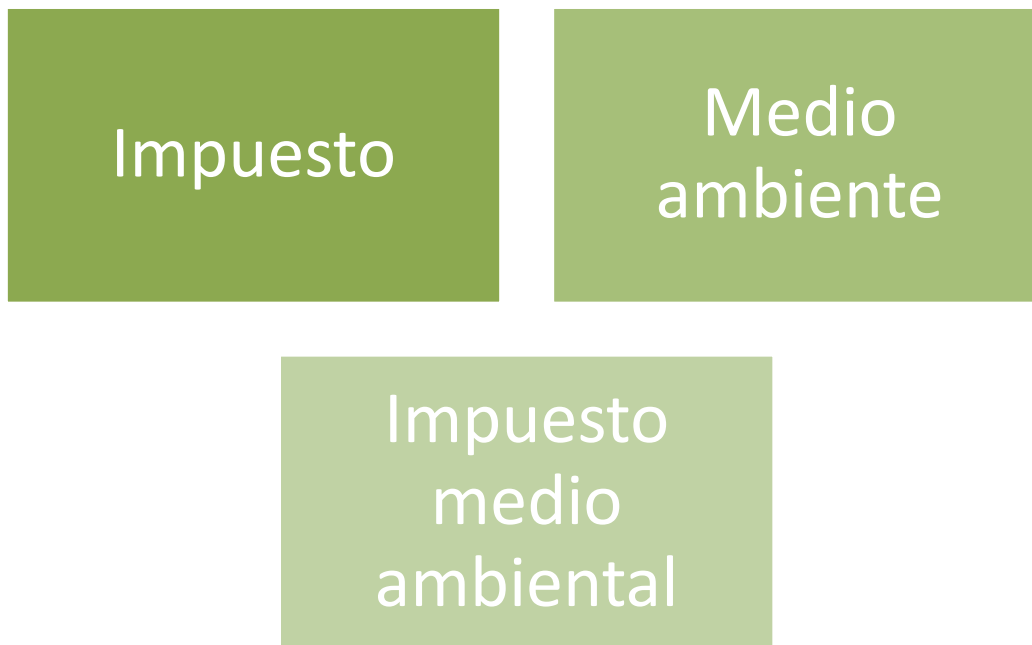 Impuesto
Medio
ambiente
Impuesto
medio
ambiental